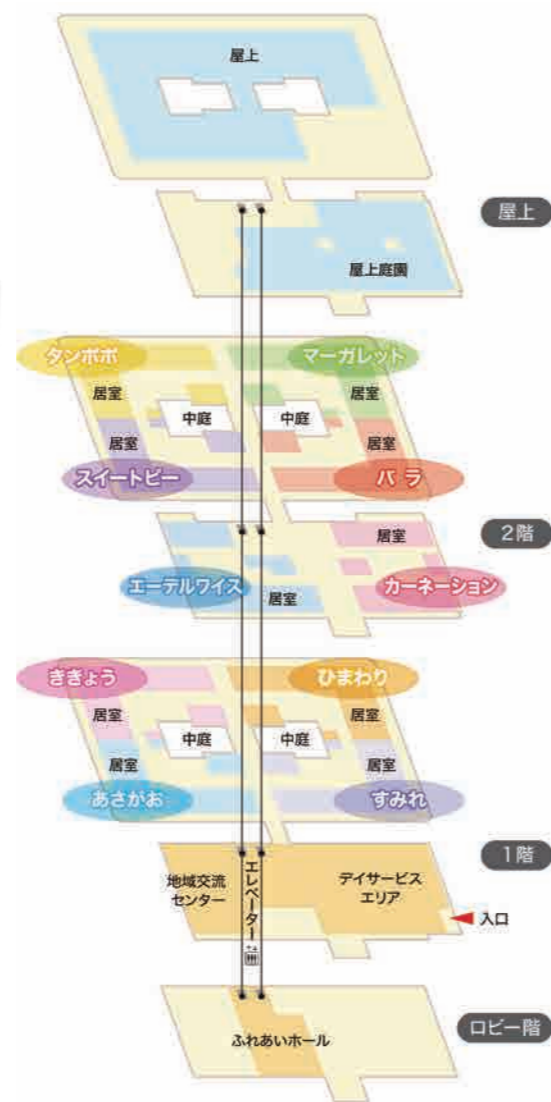 屋上
屋上
屋上庭園
タンポポ
マーガレット
居室
居室
中庭
中庭
居室
居室
スイートピー
バラ
2階
居室
エーデルワイス
居室
カーネーション
ききょう
ひまわり
居室
居室
中庭
中庭
居室
居室
あさがお
すみれ
1階
地域交流
センター
エレベーター
デイサービス
エリア
入口
ロビー階
ふれあいホール